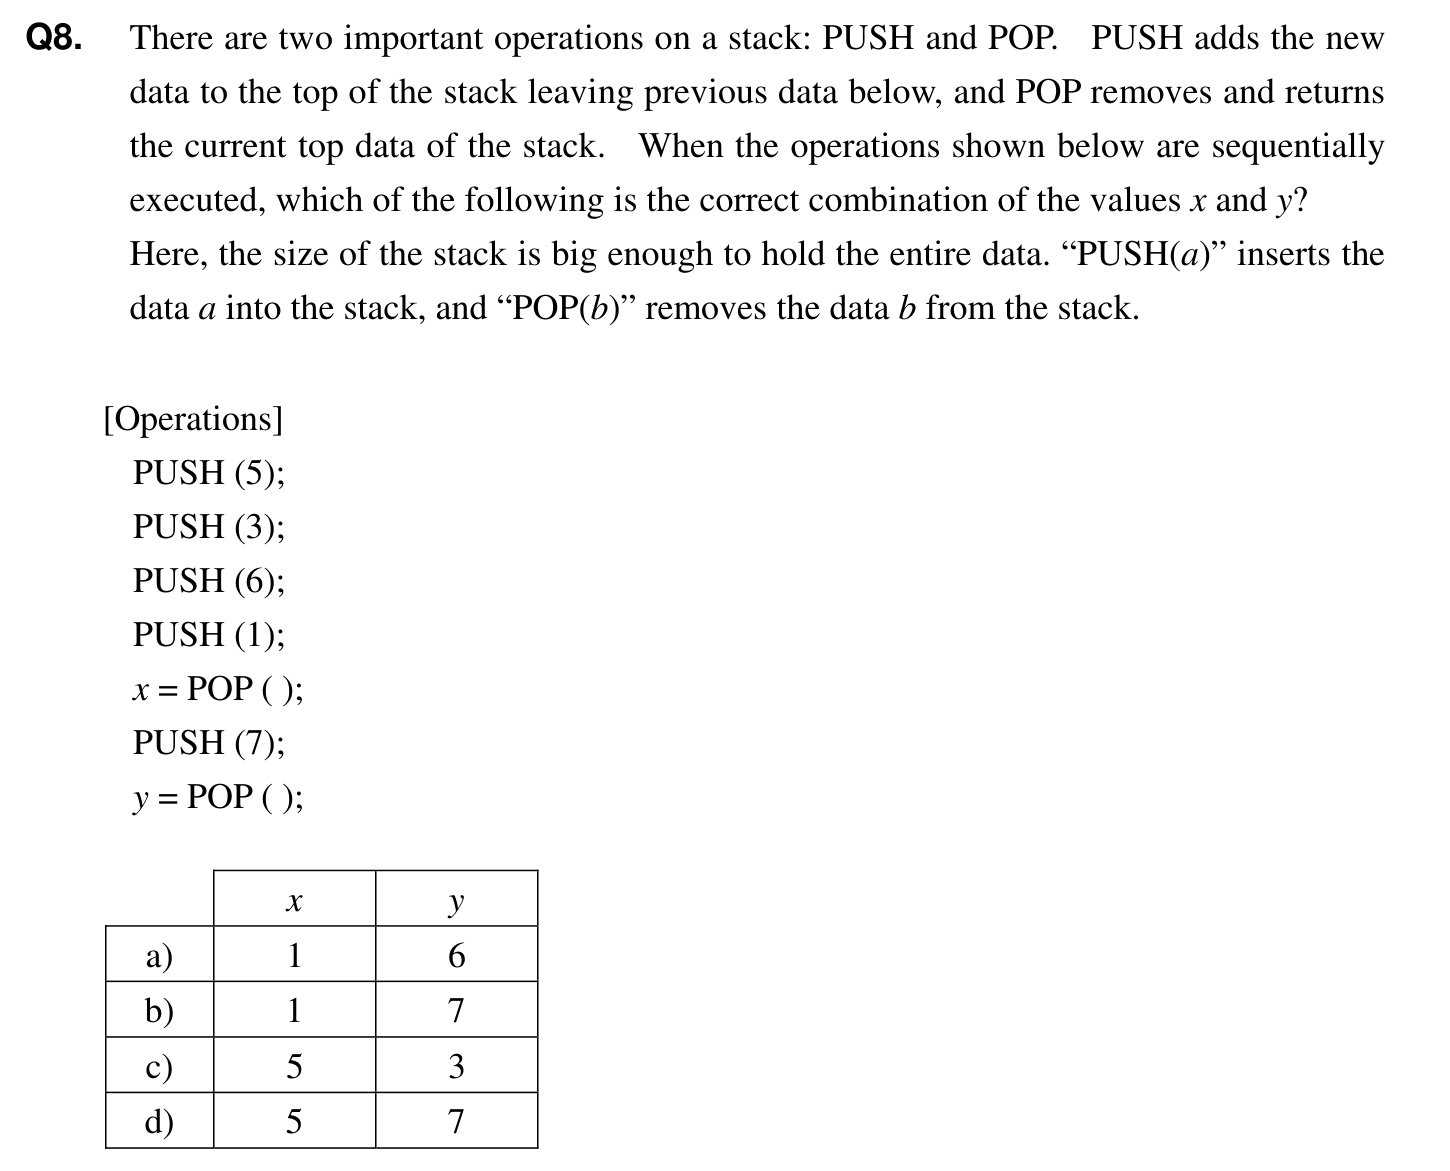 Q8. There are two important operations on a stack: PUSH and POP. PUSH adds the new
data to the top of the stack leaving previous data below, and POP removes and returns
the current top data of the stack. When the operations shown below are sequentially
executed, which of the following is the correct combination of the values x and y?
Here, the size of the stack is big enough to hold the entire data. “PUSH(a)” inserts the
data a into the stack, and “POP(b)” removes the data b from the stack.
[Operations]
PUSH (5);
PUSH (3);
PUSH (6);
PUSH (1);
x = POP ( );
PUSH (7);
y = POP ( );
x y
a) 1 6
b) 1 7
c) 5 3
d) 5 7